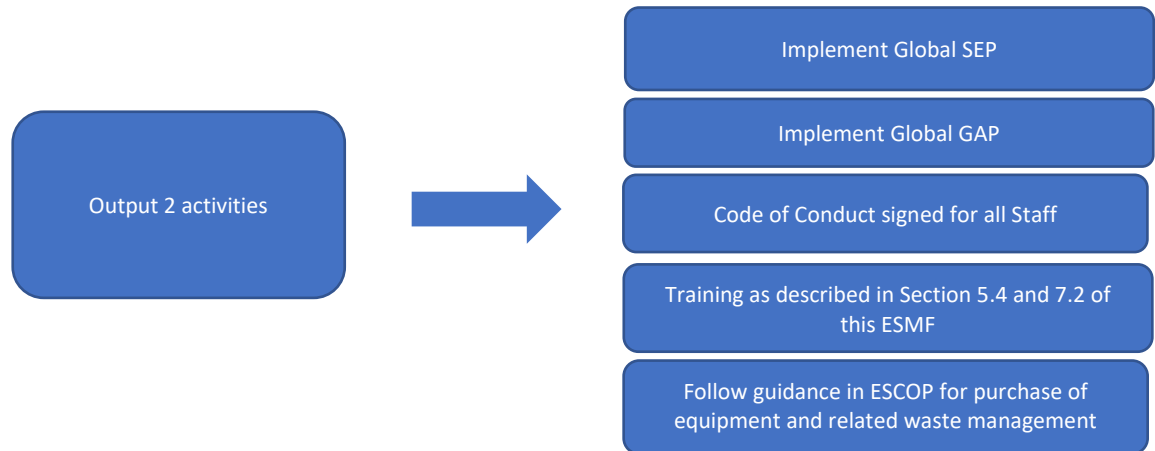 Output 2 activities
Implement Global SEP
Implement Global GAP
Code of Conduct signed for all Staff
Training as described in Section 5.4 and 7.2 of
this ESMF
Follow guidance in ESCOP for purchase of
equipment and related waste management